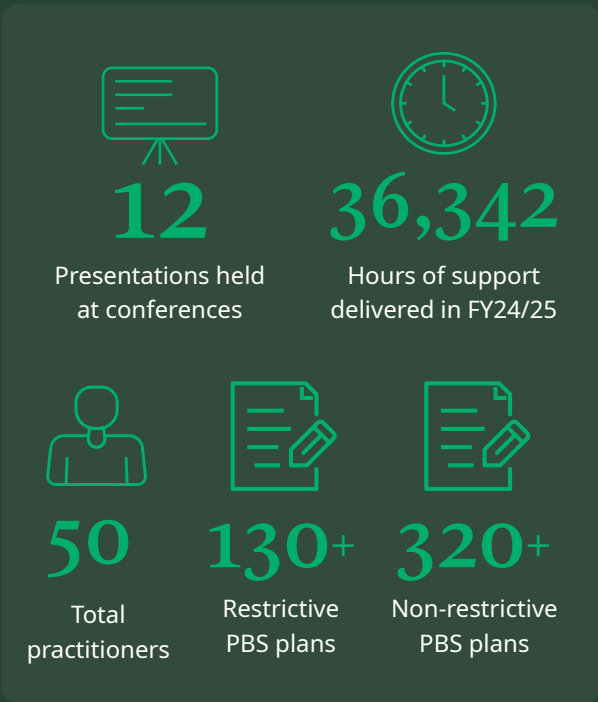 12
Presentations held
at conferences
36,342
Hours of support
delivered in FY24/25
50
Total
practitioners
130+
Restrictive
PBS plans
320+
Non-restrictive
PBS plans